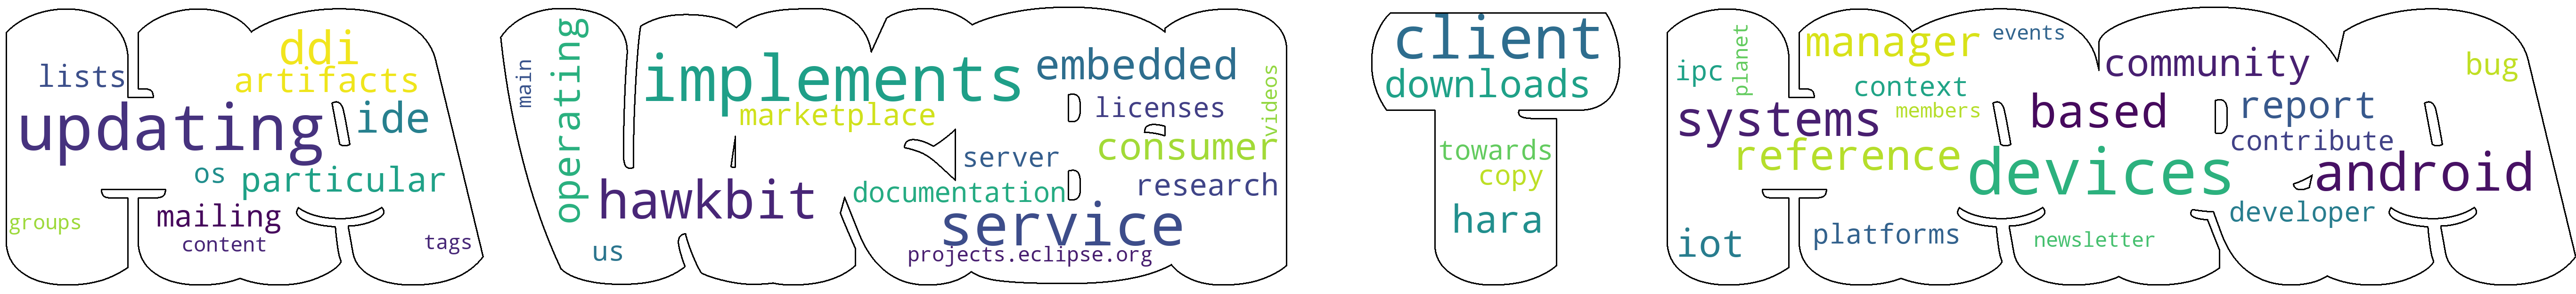 ddi
lists
artifacts
updating
ide
os
particular
groups
mailing
content
tags
main
operating
implements
embedded
marketplace
licenses
videos
consumer
server
documentation
research
hawkbit
service
us
projects.eclipse.org
client
downloads
towards
copy
hara
ipc
planet
manager
events
community
bug
context
systems
members
based
report
contribute
reference
devices
android
developer
iot
platforms
newsletter